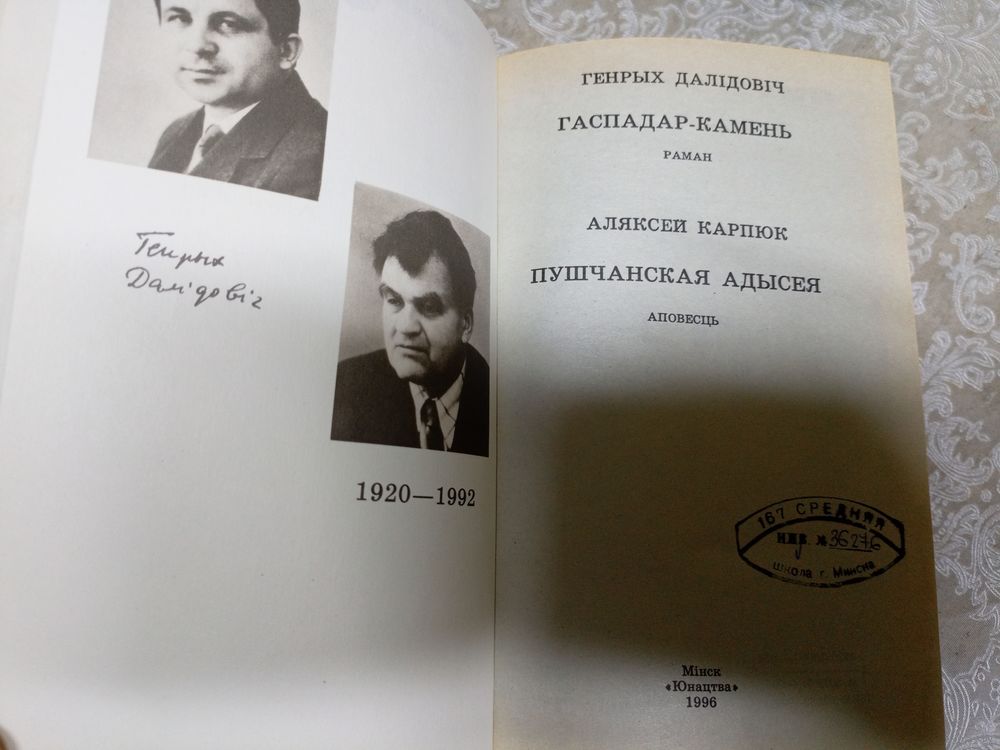 Генрых
Далідовіч
1920—1992
ГЕНРЫХ ДАЛІДОВІЧ
ГАСПАДАР-КАМЕНЬ
РАМАН
АЛЯКСЕЙ КАРПЮК
ПУШЧАНСКАЯ АДЫСЕЯ
АПОВЕСЦЬ
167 СРЕДНЯЯ
ИНВ. № 36276
школа г. Минска
Мінск
«Юнацтва»
1996